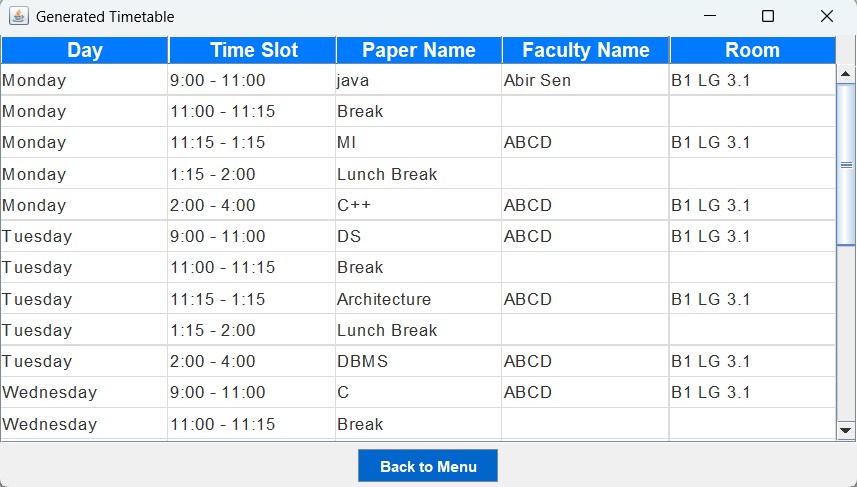 Generated Timetable
Day Time Slot Paper Name Faculty Name Room
Monday 9:00 - 11:00 java Abir Sen B1 LG 3.1
Monday 11:00 - 11:15 Break
Monday 11:15 - 1:15 MI ABCD B1 LG 3.1
Monday 1:15 - 2:00 Lunch Break
Monday 2:00 - 4:00 C++ ABCD B1 LG 3.1
Tuesday 9:00 - 11:00 DS ABCD B1 LG 3.1
Tuesday 11:00 - 11:15 Break
Tuesday 11:15 - 1:15 Architecture ABCD B1 LG 3.1
Tuesday 1:15 - 2:00 Lunch Break
Tuesday 2:00 - 4:00 DBMS ABCD B1 LG 3.1
Wednesday 9:00 - 11:00 C ABCD B1 LG 3.1
Wednesday 11:00 - 11:15 Break
Back to Menu